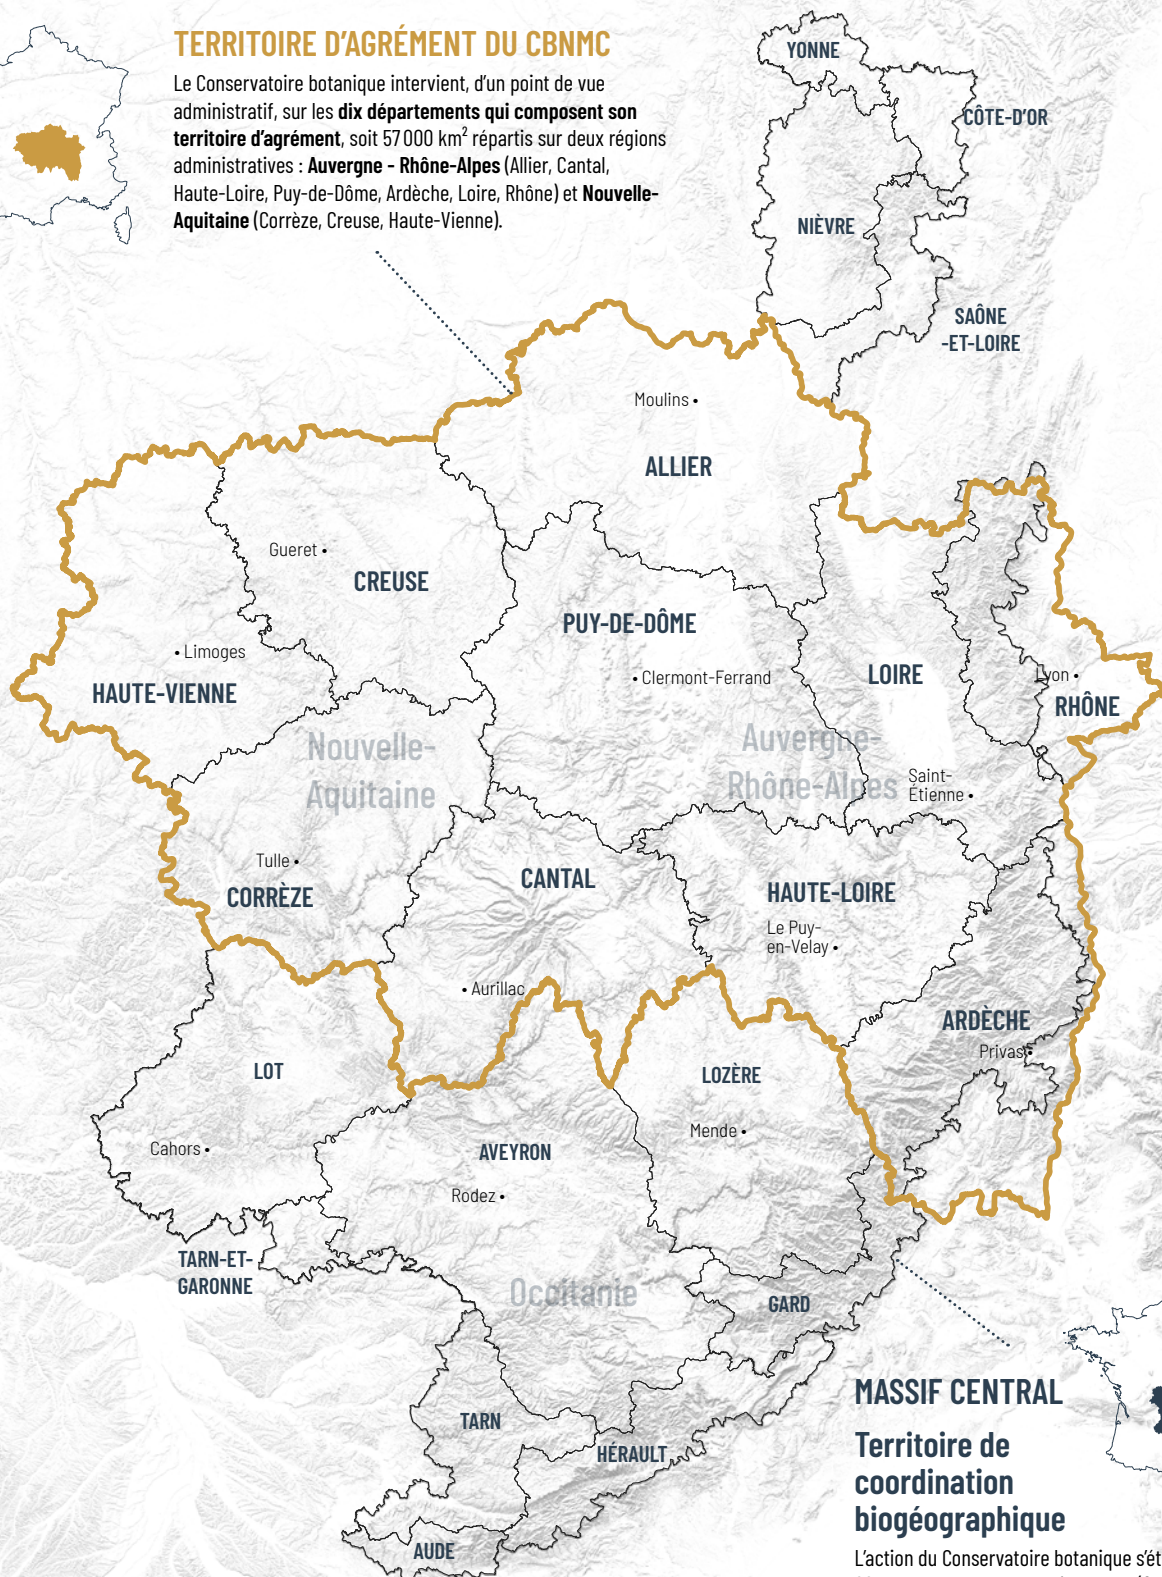 TERRITOIRE D'AGRÉMENT DU CBNMC
Le Conservatoire botanique intervient, d'un point de vue
administratif, sur les dix départements qui composent son
territoire d'agrément, soit 57 000 km² répartis sur deux régions
administratives : Auvergne - Rhône-Alpes (Allier, Cantal,
Haute-Loire, Puy-de-Dôme, Ardèche, Loire, Rhône) et Nouvelle-
Aquitaine (Corrèze, Creuse, Haute-Vienne).
YONNE
CÔTE-D'OR
NIÈVRE
SAÔNE
-ET-LOIRE
Moulins
ALLIER
Gueret
CREUSE
PUY-DE-DÔME
Limoges
HAUTE-VIENNE
Clermont-Ferrand
LOIRE
Lyon
RHÔNE
Nouvelle-
Aquitaine
Auvergne-
Rhône-Alpes
Saint-
Étienne
Tulle
CORRÈZE
CANTAL
HAUTE-LOIRE
Le Puy-
en-Velay
Aurillac
ARDÈCHE
Privas
LOT
LOZÈRE
Mende
Cahors
AVEYRON
Rodez
TARN-ET-
GARONNE
Occitanie
GARD
TARN
HÉRAULT
AUDE
MASSIF CENTRAL
Territoire de
coordination
biogéographique
L'action du Conservatoire botanique s'ét